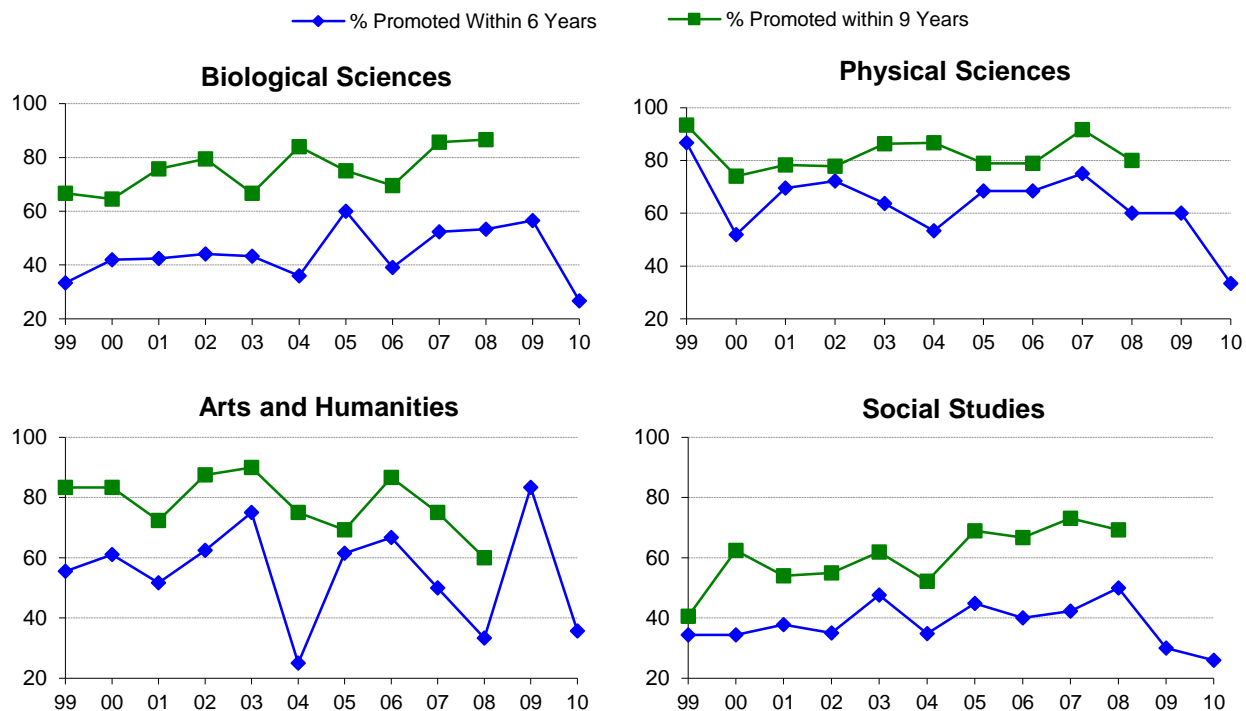 % Promoted Within 6 Years % Promoted within 9 Years
Biological Sciences
100
80
60
40
20
99 00 01 02 03 04 05 06 07 08 09 10
Physical Sciences
100
80
60
40
20
99 00 01 02 03 04 05 06 07 08 09 10
Arts and Humanities
100
80
60
40
20
99 00 01 02 03 04 05 06 07 08 09 10
Social Studies
100
80
60
40
20
99 00 01 02 03 04 05 06 07 08 09 10